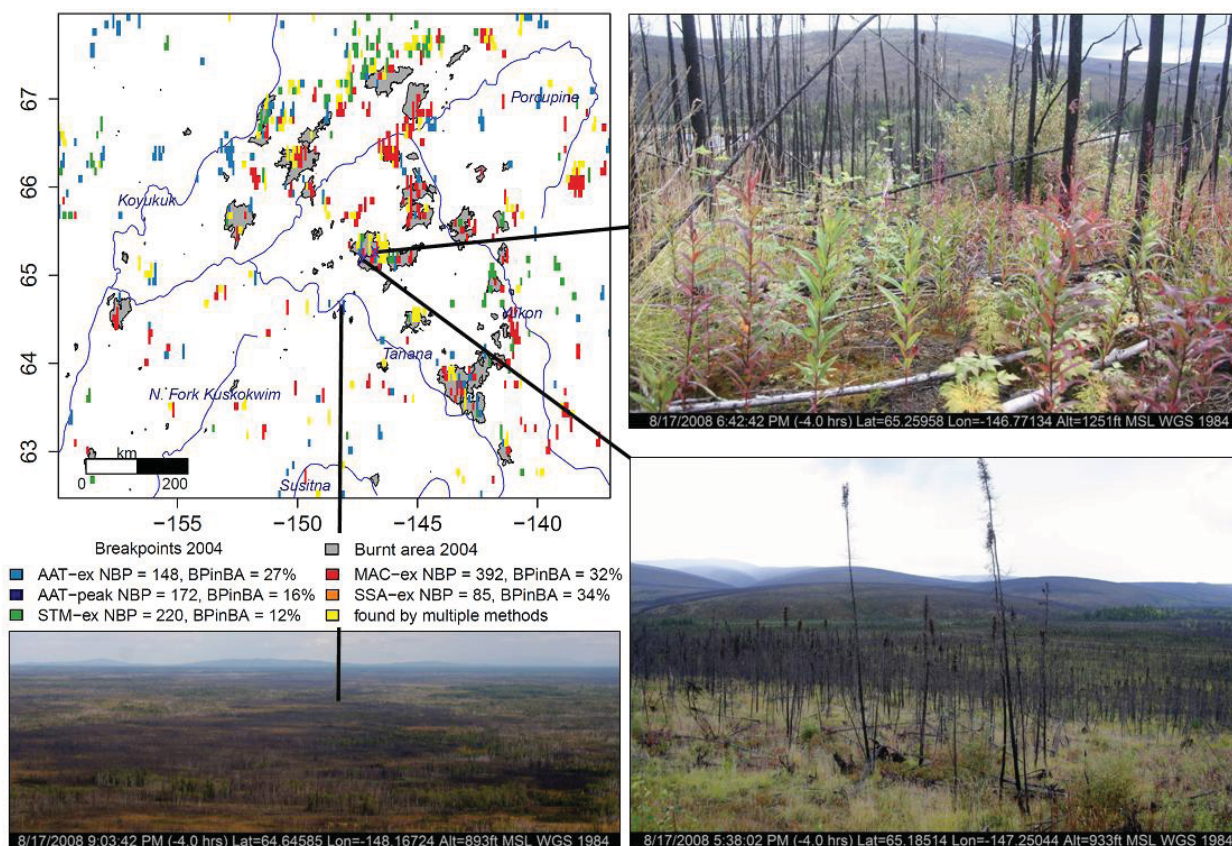 67
66
65
64
63
Porcupine
Koyukuk
Tanana
N. Fork Kuskokwim
Susitna
km
0 200
−155 −150 −145 −140
Breakpoints 2004
AAT−ex NBP = 148, BPinBA = 27%
AAT−peak NBP = 172, BPinBA = 16%
STM−ex NBP = 220, BPinBA = 12%
Burnt area 2004
MAC−ex NBP = 392, BPinBA = 32%
SSA−ex NBP = 85, BPinBA = 34%
found by multiple methods
8/17/2008 6:42:42 PM (-4.0 hrs) Lat=65.25958 Lon=-146.77134 Alt=1251ft MSL WGS 1984
8/17/2008 9:03:42 PM (-4.0 hrs) Lat=64.64585 Lon=-148.16724 Alt=893ft MSL WGS 1984
8/17/2008 5:38:02 PM (-4.0 hrs) Lat=65.18514 Lon=-147.25044 Alt=933ft MSL WGS 1984